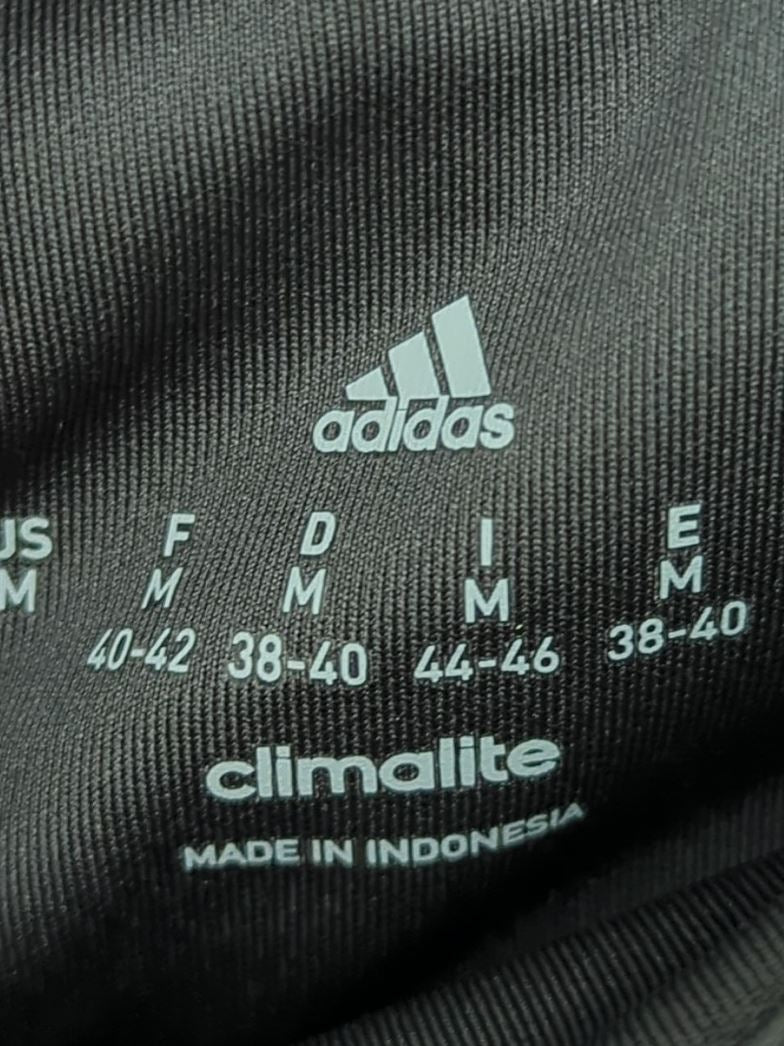 adidas
US F D I E
M M M M M
40-42 38-40 44-46 38-40
climalite
MADE IN INDONESIA